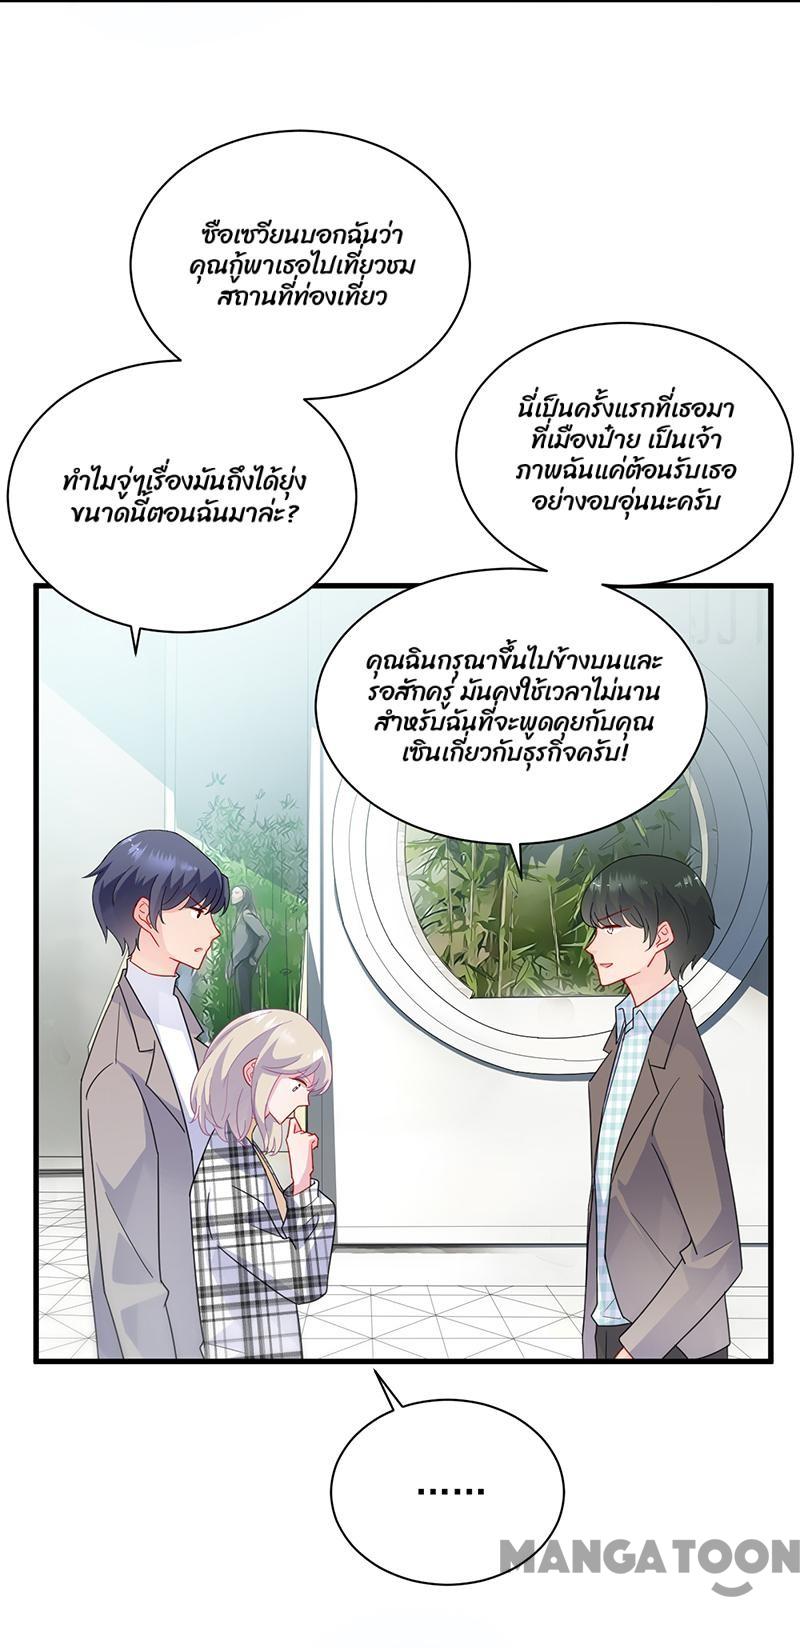 ซือเซวียนบอกฉันว่า
คุณกู้พาเธอไปเที่ยวชม
สถานที่ท่องเที่ยว
ทำไมจู่ๆเรื่องมันถึงได้ยุ่ง
ขนาดนี้ตอนฉันมาล่ะ?
นี่เป็นครั้งแรกที่เธอมา
ที่เมืองป๋าย เป็นเจ้า
ภาพฉันแค่ต้อนรับเธอ
อย่างอบอุ่นนะครับ
คุณฉินกรุณาขึ้นไปข้างบนและ
รอสักครู่ มันคงใช้เวลาไม่นาน
สำหรับฉันที่จะพูดคุยกับคุณ
เซินเกี่ยวกับธุรกิจครับ!
......
MANGATOON